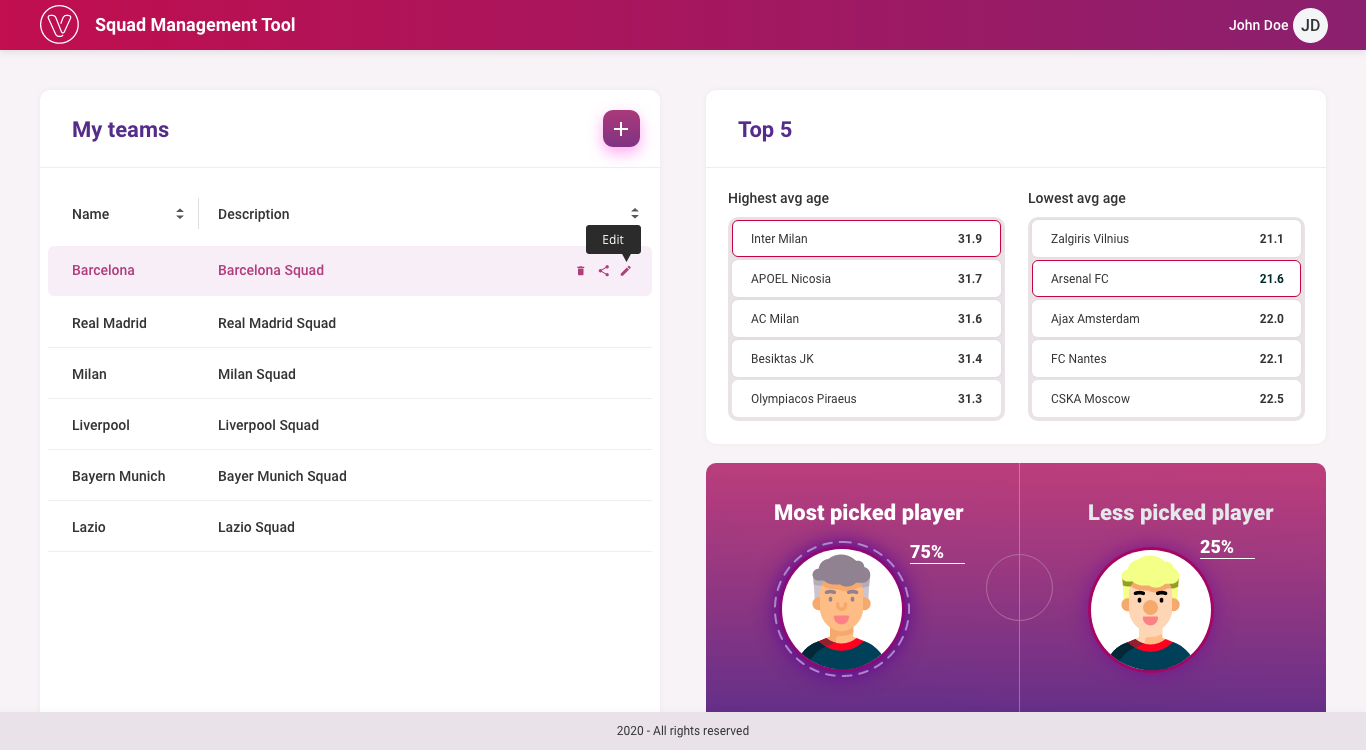 Squad Management Tool
John Doe JD
My teams
Name Description
Edit
Barcelona Barcelona Squad
Real Madrid Real Madrid Squad
Milan Milan Squad
Liverpool Liverpool Squad
Bayern Munich Bayer Munich Squad
Lazio Lazio Squad
Top 5
Highest avg age
Inter Milan 31.9
APOEL Nicosia 31.7
AC Milan 31.6
Besiktas JK 31.4
Olympiacos Piraeus 31.3
Lowest avg age
Zalgiris Vilnius 21.1
Arsenal FC 21.6
Ajax Amsterdam 22.0
FC Nantes 22.1
CSKA Moscow 22.5
Most picked player
75%
Less picked player
25%
2020 - All rights reserved